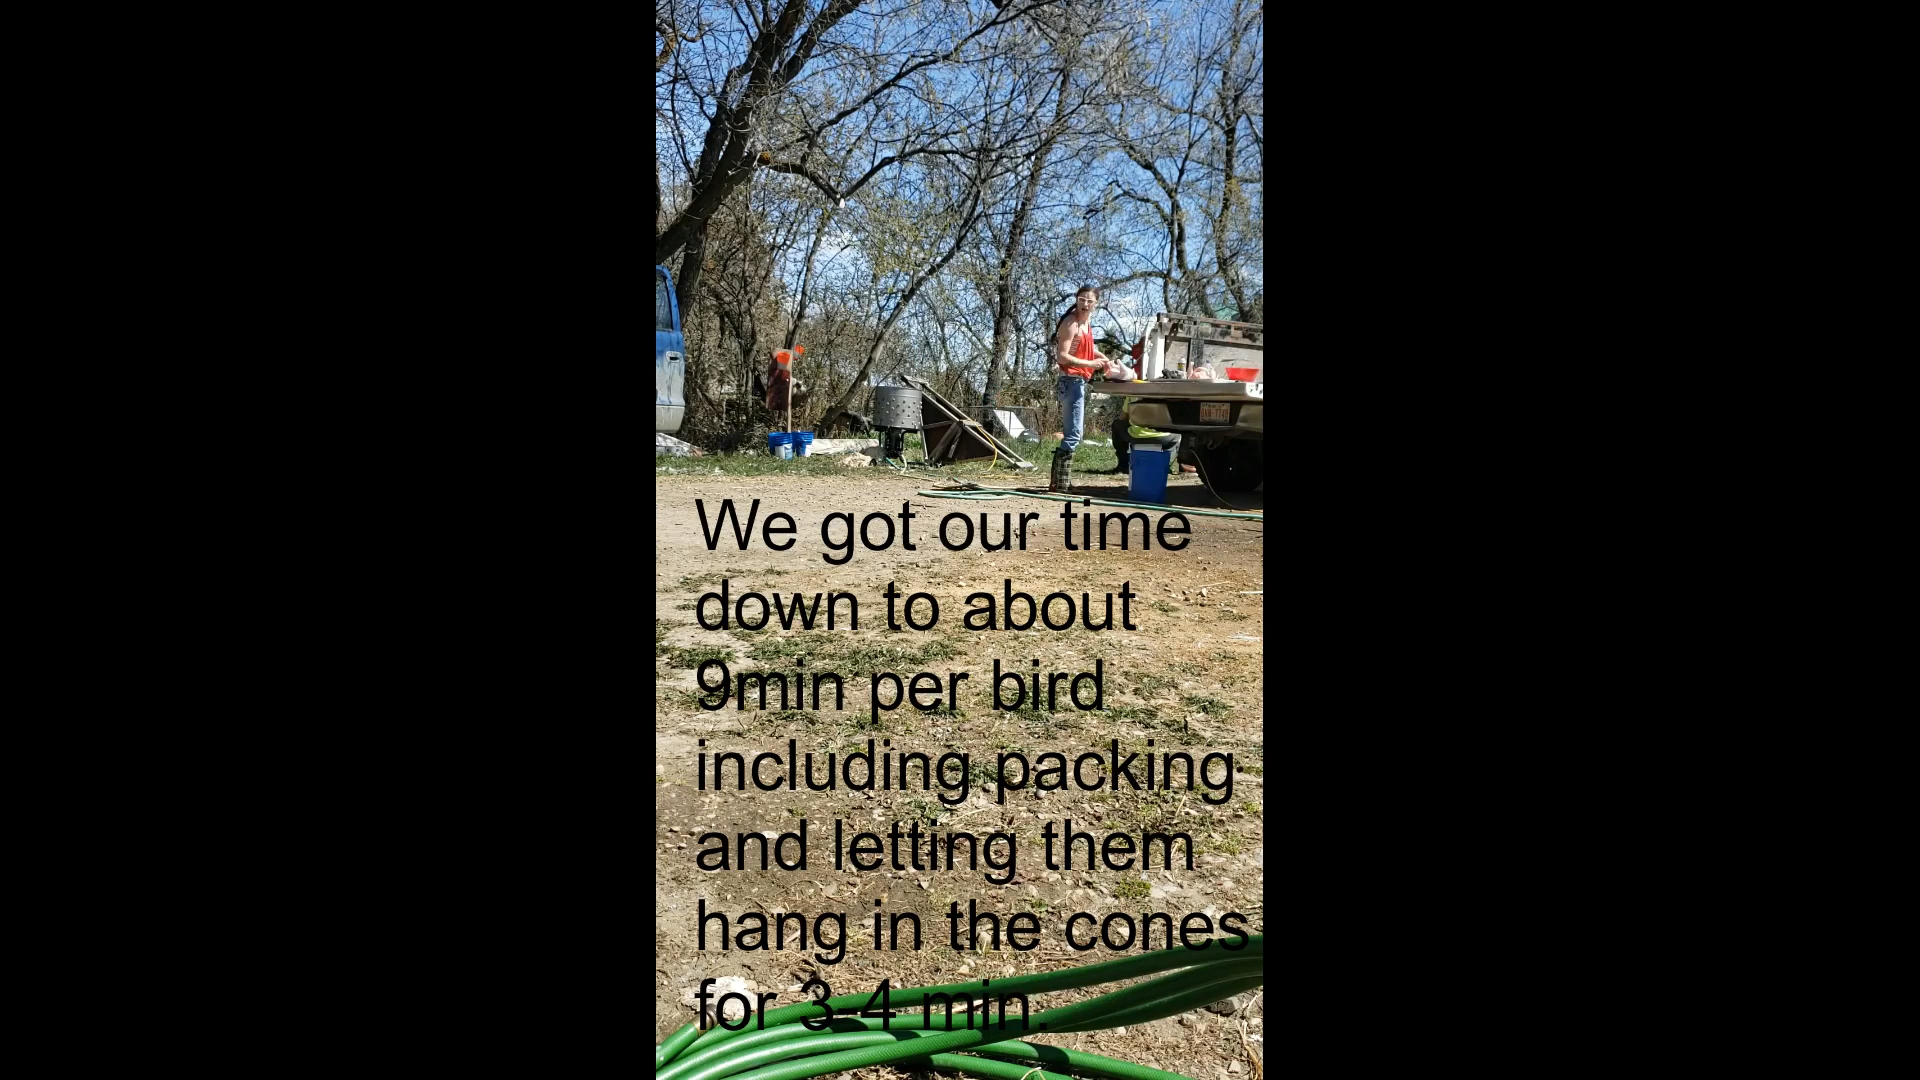 We got our time
down to about
9min per bird
including packing
and letting them
hang in the cones
for 3-4 min.